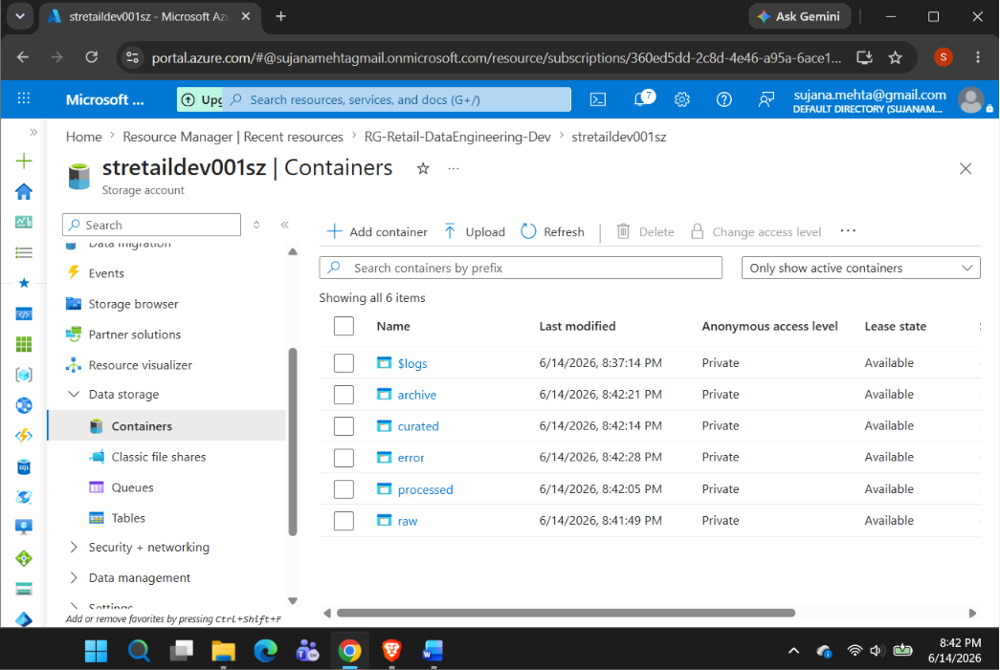 stretaildev001sz - Microsoft Az
Ask Gemini
portal.azure.com/#@sujanamehtagmail.onmicrosoft.com/resource/subscriptions/360ed5dd-2c8d-4e46-a95a-6ace1...
S
Microsoft ...
Upg
Search resources, services, and docs (G+/)
7
sujana.mehta@gmail.com
DEFAULT DIRECTORY (SUJANAM...
Home > Resource Manager | Recent resources > RG-Retail-DataEngineering-Dev > stretaildev001sz
stretaildev001sz | Containers
...
Storage account
Search
Data migration
Events
Storage browser
Partner solutions
Resource visualizer
Data storage
Containers
Classic file shares
Queues
Tables
Security + networking
Data management
Settings
Add or remove favorites by pressing Ctrl+Shift+F
Add container
Upload
Refresh
Delete
Change access level
...
Search containers by prefix
Only show active containers
Showing all 6 items
Name Last modified Anonymous access level Lease state
$logs 6/14/2026, 8:37:14 PM Private Available
archive 6/14/2026, 8:42:21 PM Private Available
curated 6/14/2026, 8:42:14 PM Private Available
error 6/14/2026, 8:42:28 PM Private Available
processed 6/14/2026, 8:42:05 PM Private Available
raw 6/14/2026, 8:41:49 PM Private Available
SQL
8:42 PM
6/14/2026